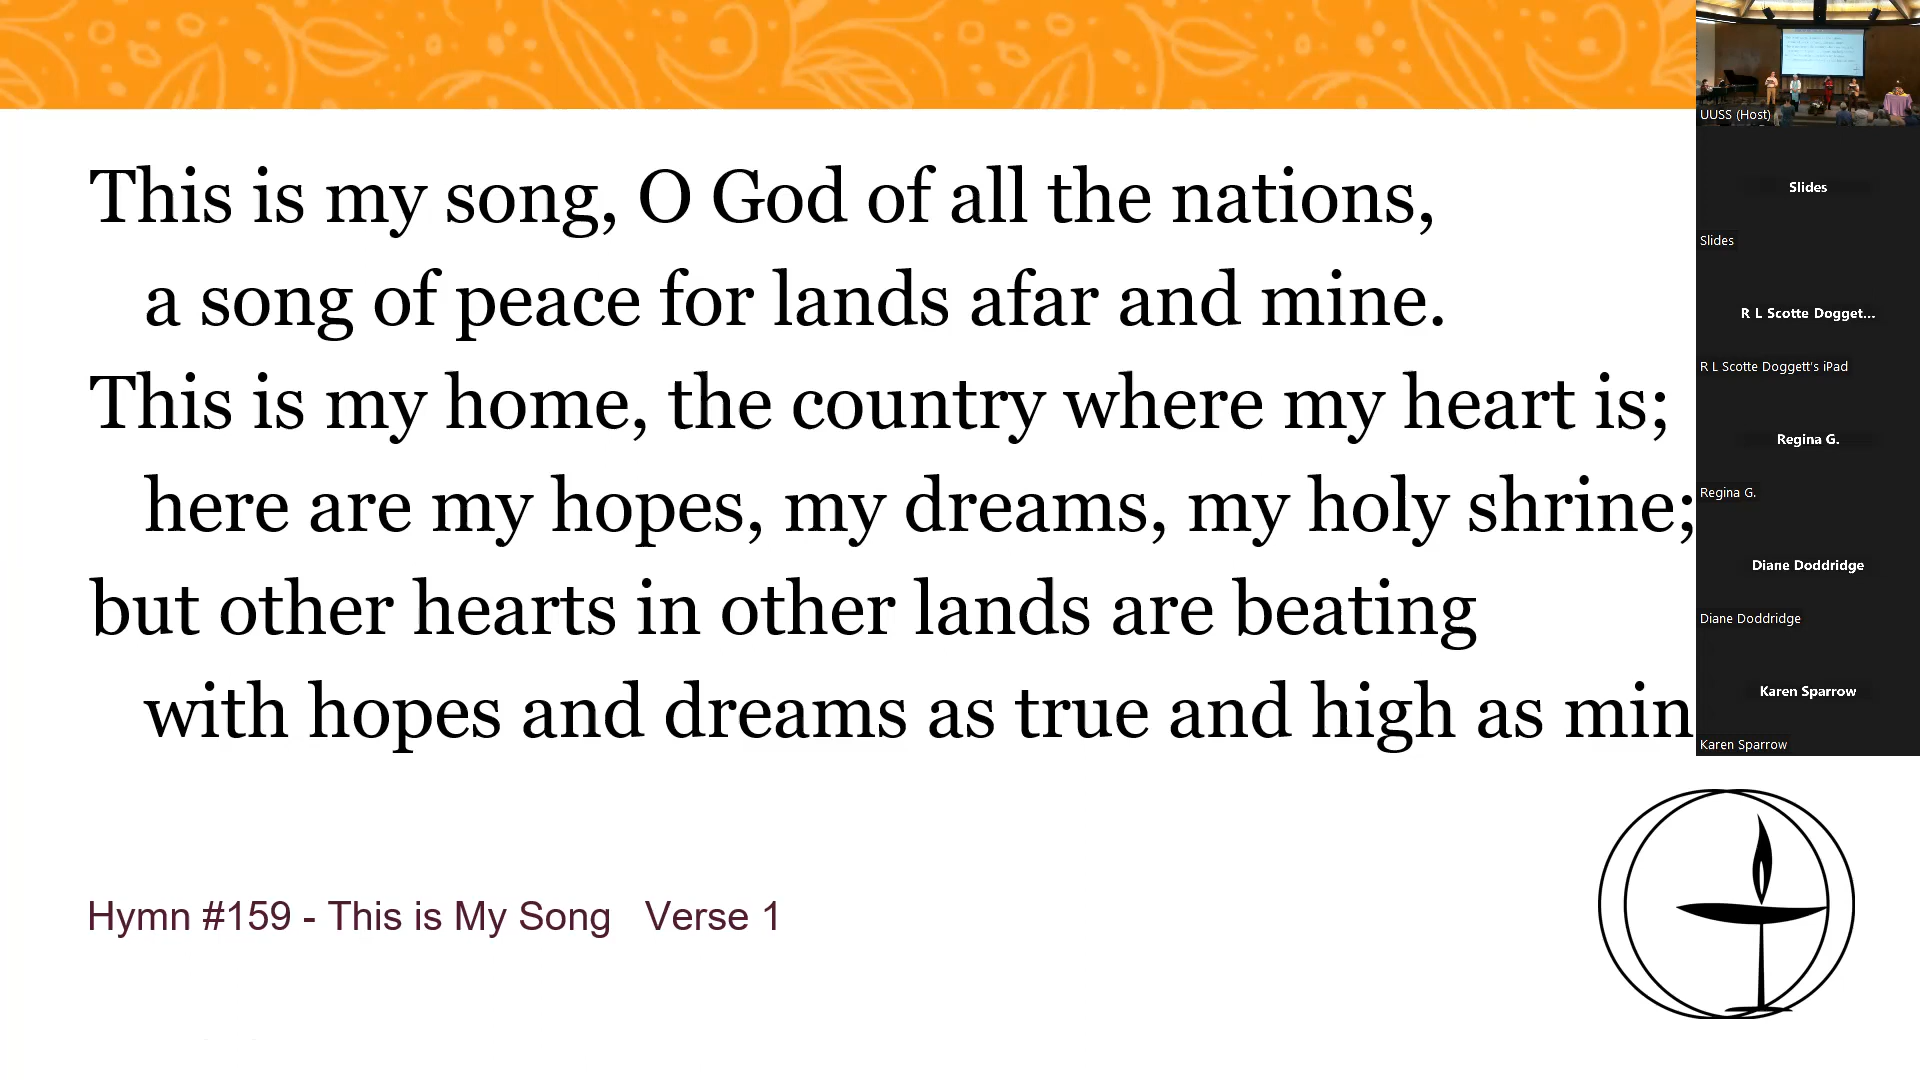 This is my song, O God of all the nations,
a song of peace for lands afar and mine.
This is my home, the country where my heart is;
here are my hopes, my dreams, my holy shrine;
but other hearts in other lands are beating
with hopes and dreams as true and high as min
Hymn #159 - This is My Song Verse 1
UUSS (Host)
Slides
Slides
R L Scotte Dogget...
R L Scotte Doggett's iPad
Regina G.
Regina G.
Diane Doddridge
Diane Doddridge
Karen Sparrow
Karen Sparrow